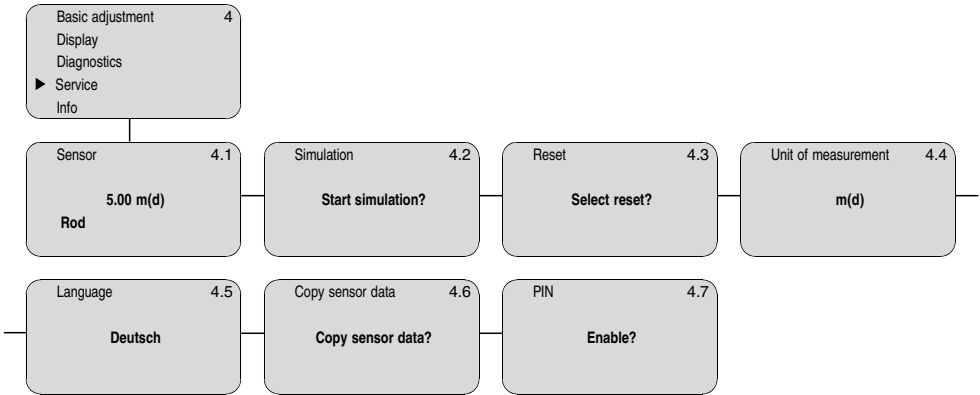 Basic adjustment 4
Display
Diagnostics
▶ Service
Info
Sensor 4.1
5.00 m(d)
Rod
Simulation 4.2
Start simulation?
Reset 4.3
Select reset?
Unit of measurement 4.4
m(d)
Language 4.5
Deutsch
Copy sensor data 4.6
Copy sensor data?
PIN 4.7
Enable?